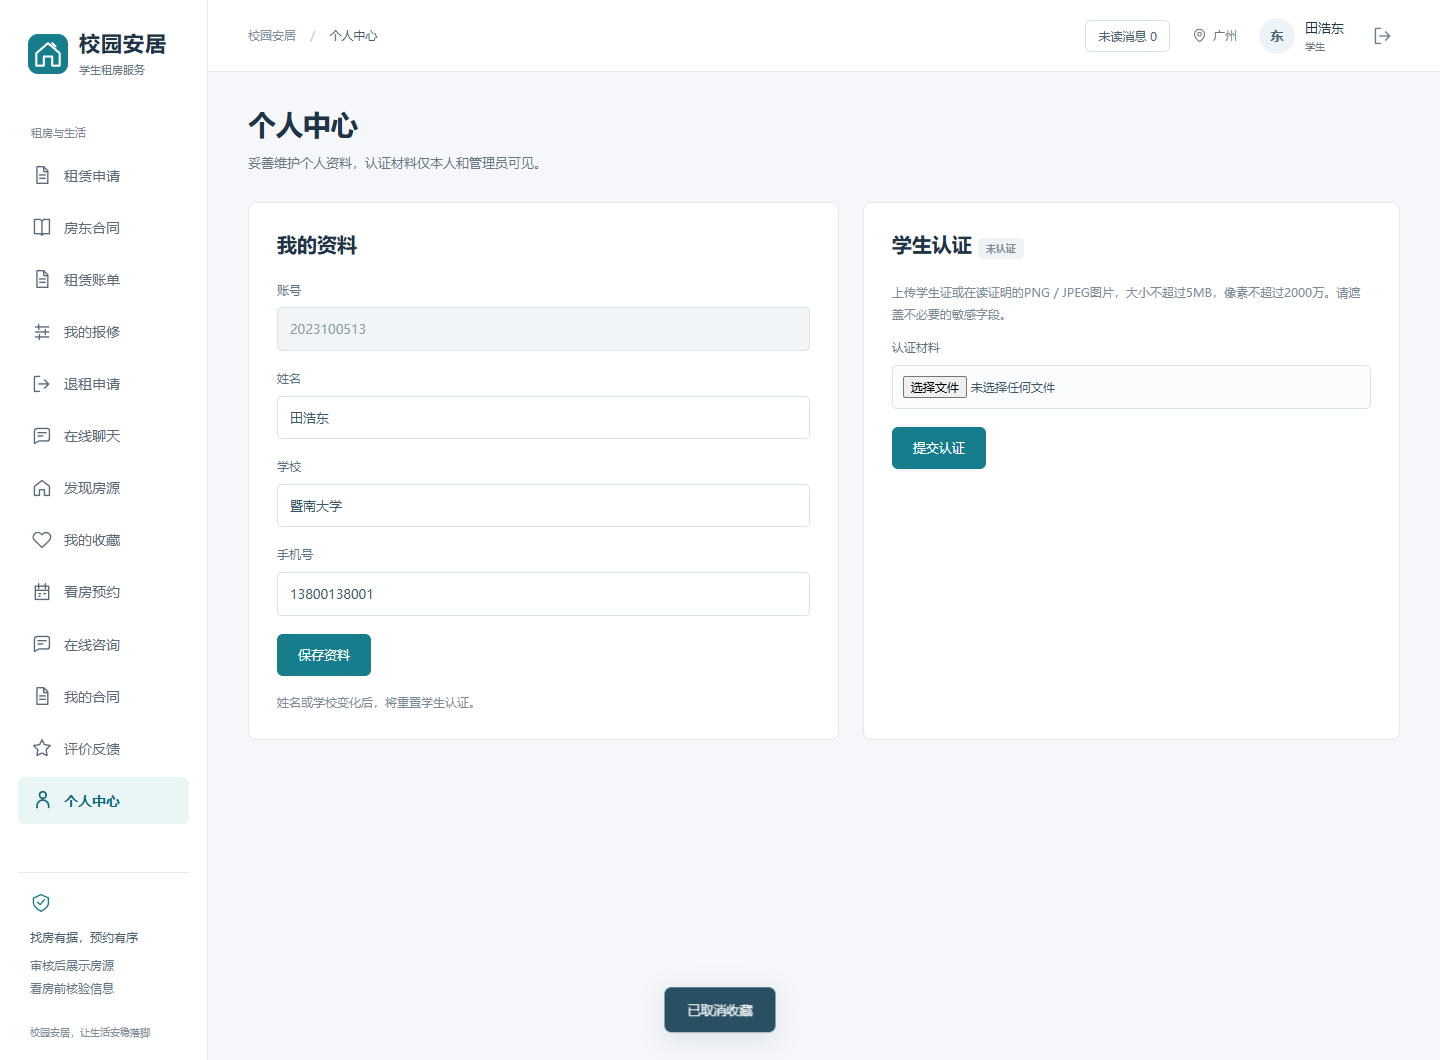 校园安居
学生租房服务
租房与生活
租赁申请
房东合同
租赁账单
我的报修
退租申请
在线聊天
发现房源
我的收藏
看房预约
在线咨询
我的合同
评价反馈
个人中心
找房有据，预约有序
审核后展示房源
看房前核验信息
校园安居，让生活安稳落脚
校园安居 / 个人中心
未读消息 0
广州
东
田浩东
学生
个人中心
妥善维护个人资料，认证材料仅本人和管理员可见。
我的资料
账号
2023100513
姓名
田浩东
学校
暨南大学
手机号
13800138001
保存资料
姓名或学校变化后，将重置学生认证。
学生认证 未认证
上传学生证或在读证明的PNG / JPEG图片，大小不超过5MB，像素不超过2000万。请遮
盖不必要的敏感字段。
认证材料
选择文件 未选择任何文件
提交认证
已取消收藏